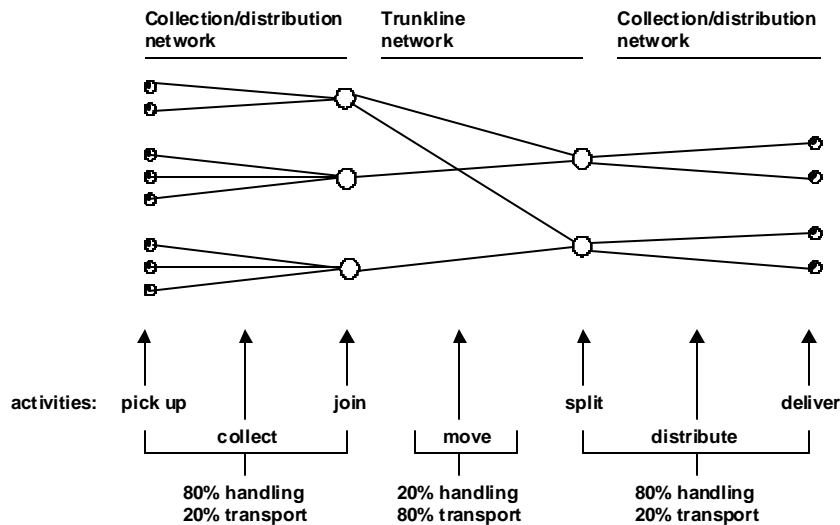 Collection/distribution
network
Trunkline
network
Collection/distribution
network
activities: pick up join split deliver
collect move distribute
80% handling
20% transport
20% handling
80% transport
80% handling
20% transport